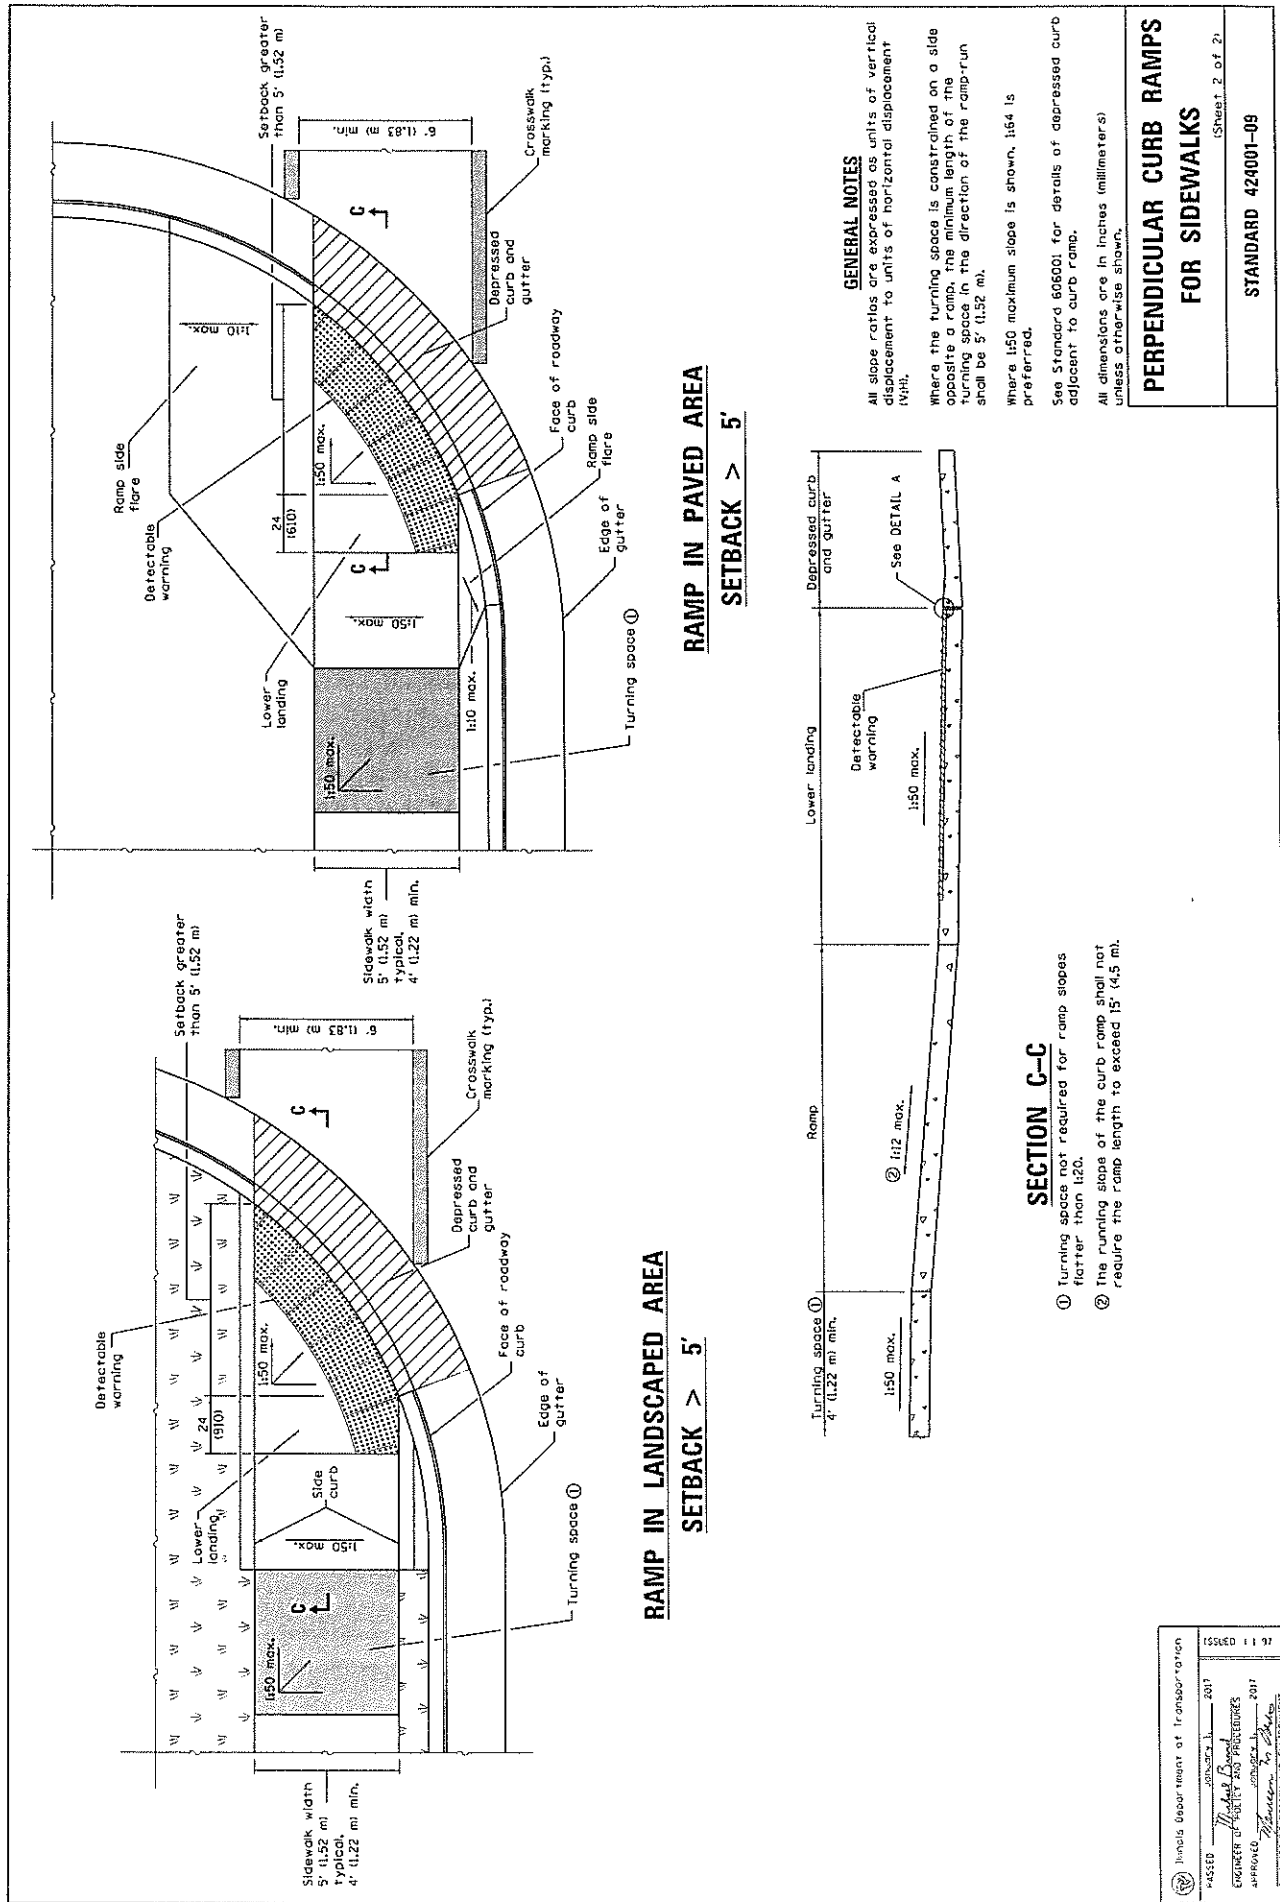 Sidewalk width
5' (1.52 m)
typical,
4' (1.22 m) min.
1:50 max.
C
Lower
landing
1:50 max.
Side
curb
24
(910)
Detectable
warning
1:50 max.
Setback greater
than 5' (1.52 m)
6' (1.83 m) min.
C
Crosswalk
marking (typ.)
Depressed
curb and
gutter
Face of roadway
curb
Edge of
gutter
Turning space ①
RAMP IN LANDSCAPED AREA
SETBACK > 5'
Sidewalk width
5' (1.52 m)
typical,
4' (1.22 m) min.
1:50 max.
Lower
landing
1:50 max.
C
24
(610)
Detectable
warning
Ramp side
flare
1:10 max.
1:50 max.
Setback greater
than 5' (1.52 m)
6' (1.83 m) min.
C
Crosswalk
marking (typ.)
Depressed
curb and
gutter
Face of roadway
curb
Ramp side
flare
Edge of
gutter
1:10 max.
Turning space ①
RAMP IN PAVED AREA
SETBACK > 5'
Turning space ①
4' (1.22 m) min.
Ramp
Lower landing
Depressed curb
and gutter
1:50 max.
② 1:12 max.
1:50 max.
Detectable
warning
See DETAIL A
SECTION C-C
① Turning space not required for ramp slopes
flatter than 1:20.
② The running slope of the curb ramp shall not
require the ramp length to exceed 15' (4.5 m).
GENERAL NOTES
All slope ratios are expressed as units of vertical
displacement to units of horizontal displacement
(V:H).
Where the turning space is constrained on a side
opposite a ramp, the minimum length of the
turning space in the direction of the ramp-run
shall be 5' (1.52 m).
Where 1:50 maximum slope is shown, 1:64 is
preferred.
See Standard 606001 for details of depressed curb
adjacent to curb ramp.
All dimensions are in inches (millimeters)
unless otherwise shown.
Illinois Department of Transportation
PASSED January 1, 2017
ENGINEER OF POLICY AND PROCEDURES
APPROVED January 1, 2017
ISSUED 1 1 97
PERPENDICULAR CURB RAMPS
FOR SIDEWALKS
(Sheet 2 of 2)
STANDARD 424001-09